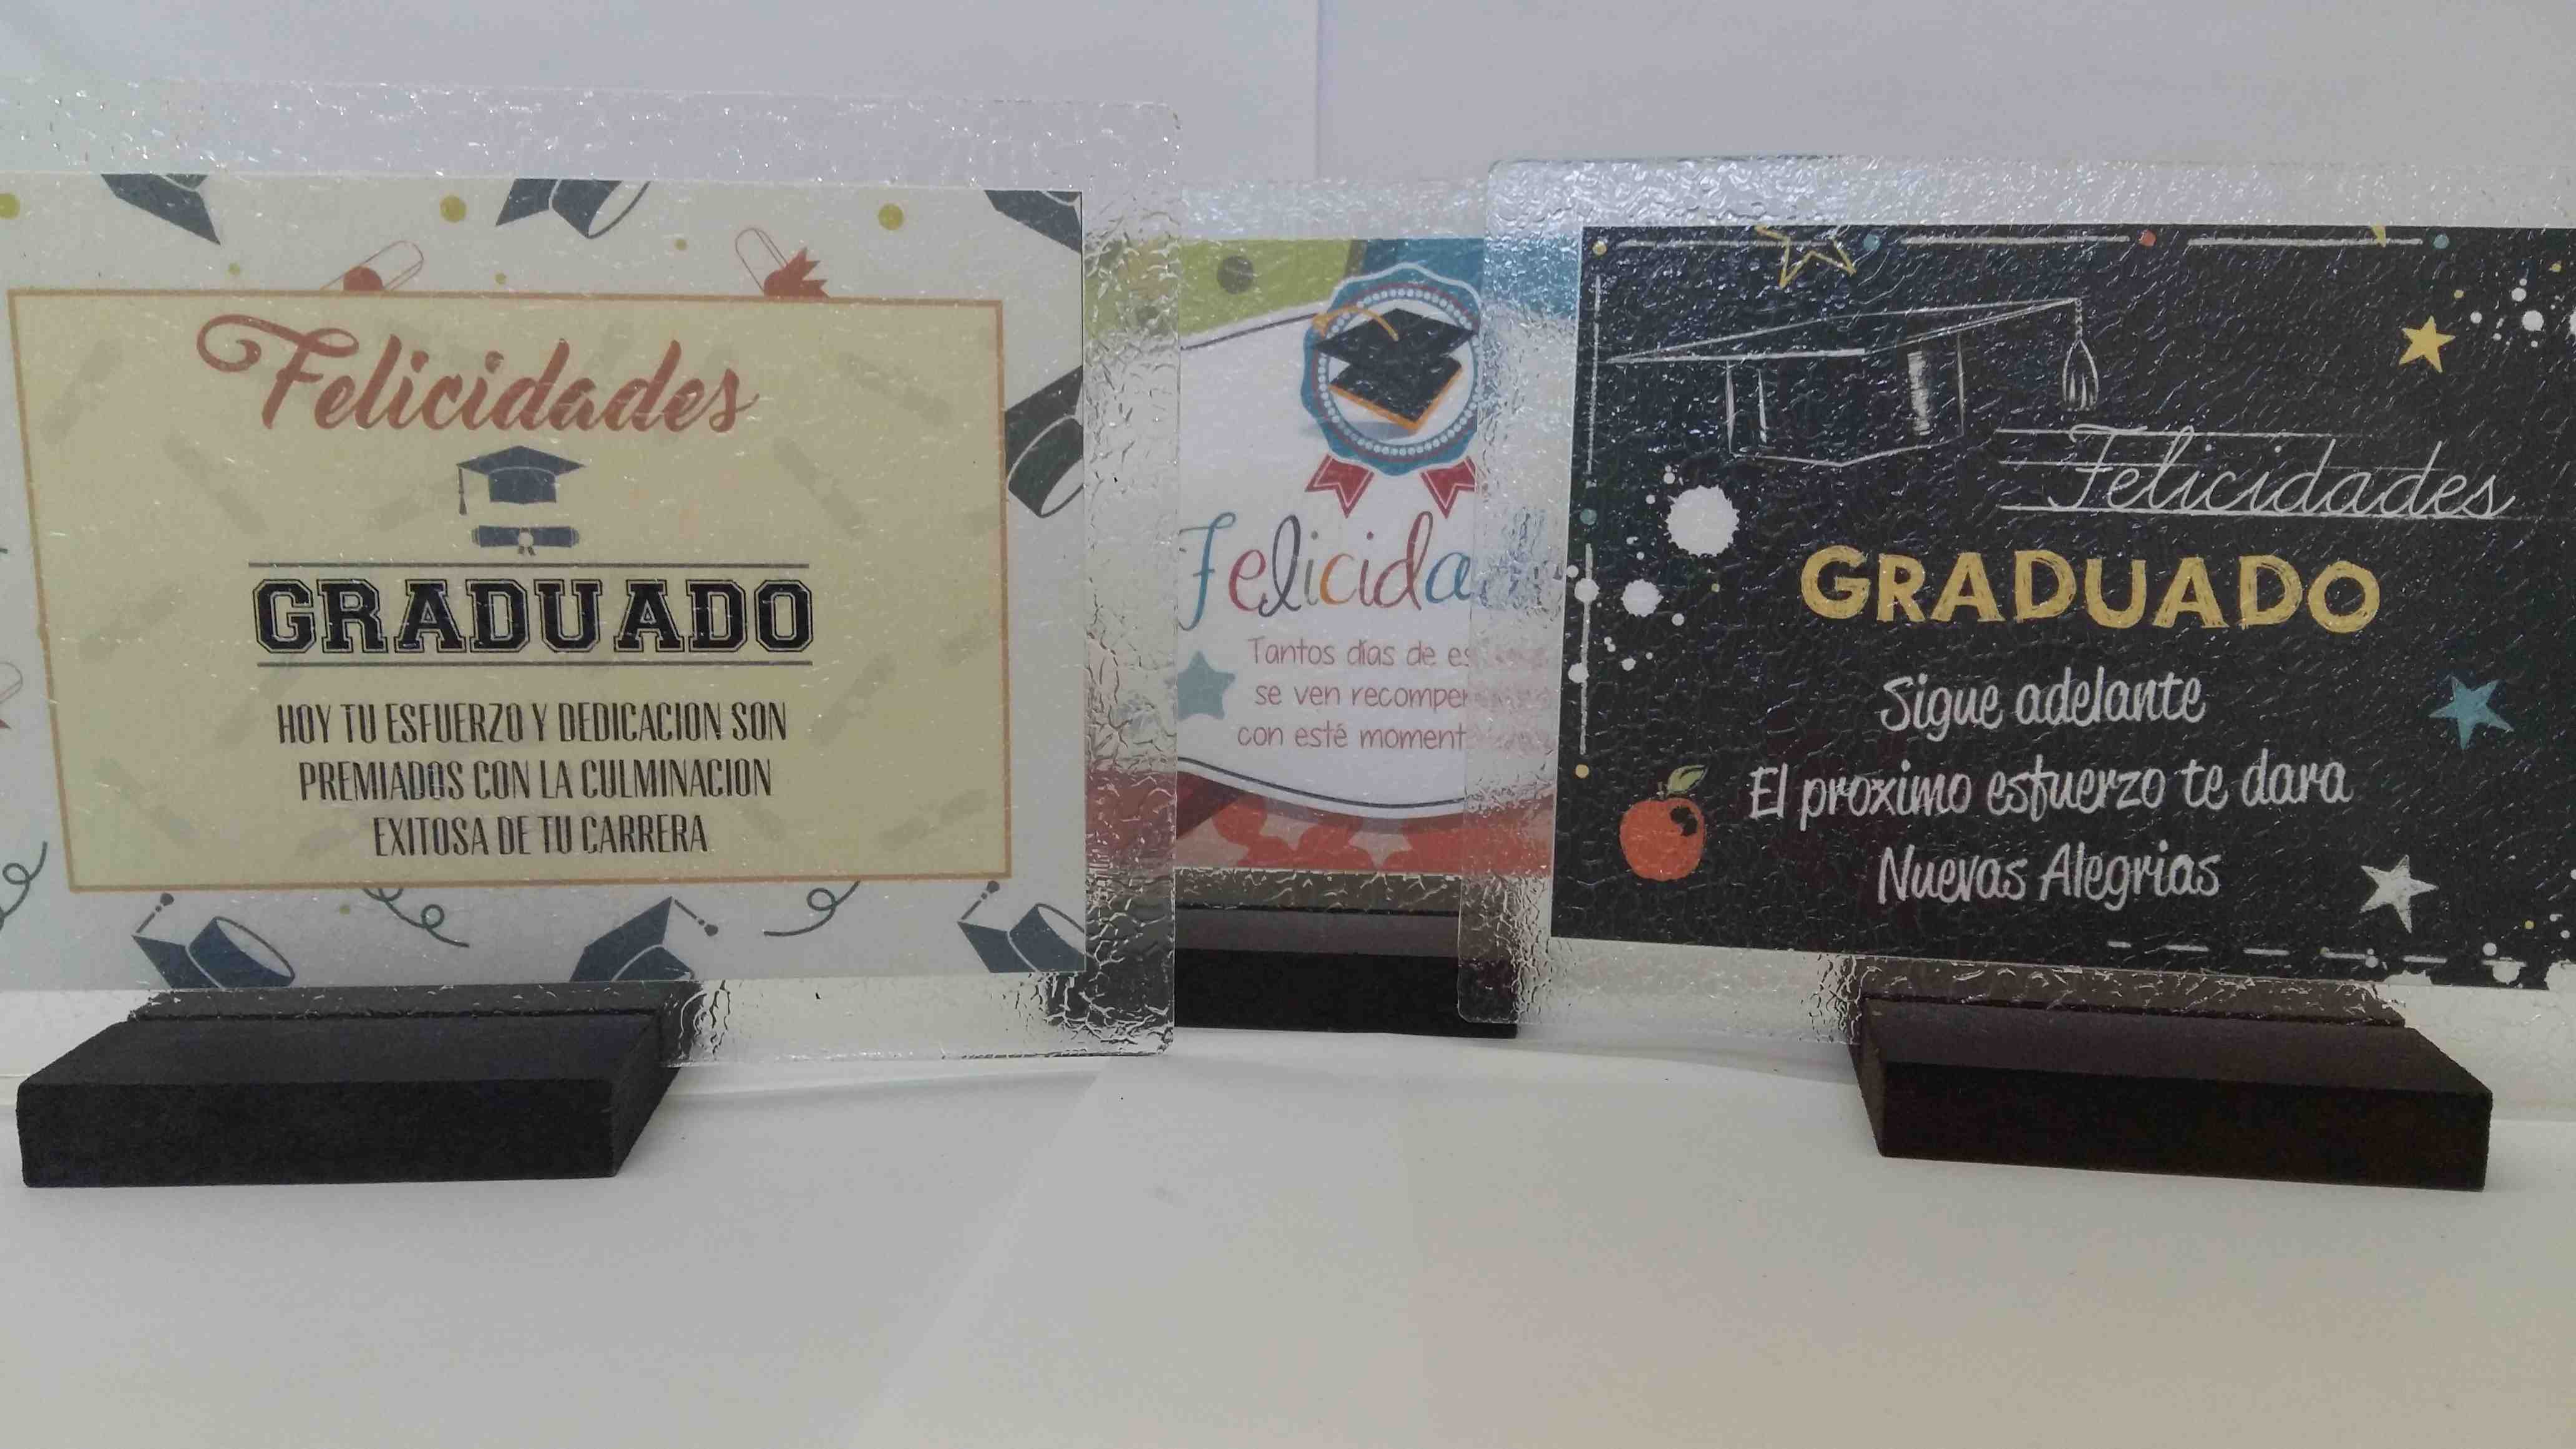 Felicidades
GRADUADO
HOY TU ESFUERZO Y DEDICACION SON
PREMIADOS CON LA CULMINACION
EXITOSA DE TU CARRERA
Tantos días de
se ven
con esté
Felicidades
GRADUADO
Sigue adelante
El proximo esfuerzo te dara
Nuevas Alegrias